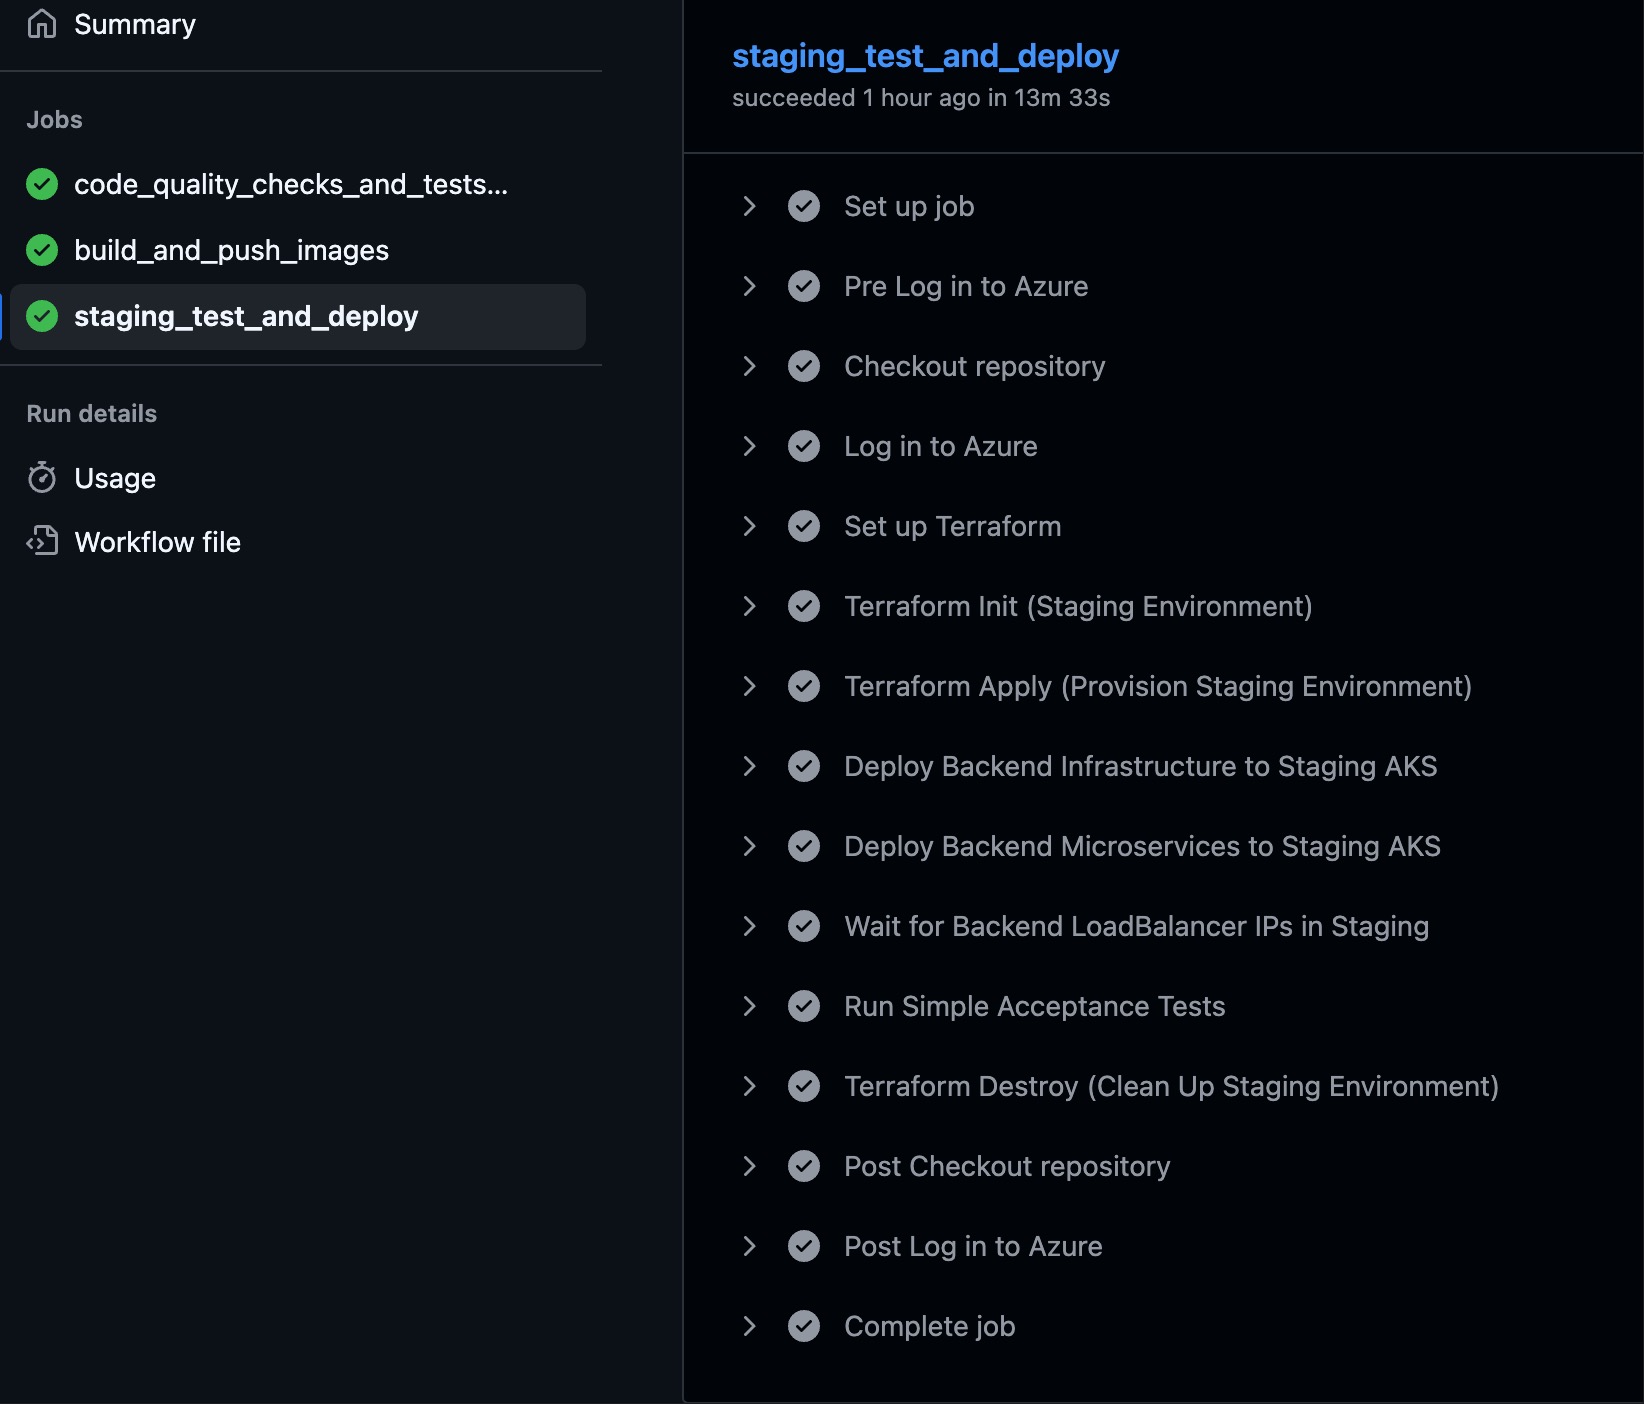 Summary
Jobs
code_quality_checks_and_tests...
build_and_push_images
staging_test_and_deploy
Run details
Usage
Workflow file
staging_test_and_deploy
succeeded 1 hour ago in 13m 33s
Set up job
Pre Log in to Azure
Checkout repository
Log in to Azure
Set up Terraform
Terraform Init (Staging Environment)
Terraform Apply (Provision Staging Environment)
Deploy Backend Infrastructure to Staging AKS
Deploy Backend Microservices to Staging AKS
Wait for Backend LoadBalancer IPs in Staging
Run Simple Acceptance Tests
Terraform Destroy (Clean Up Staging Environment)
Post Checkout repository
Post Log in to Azure
Complete job